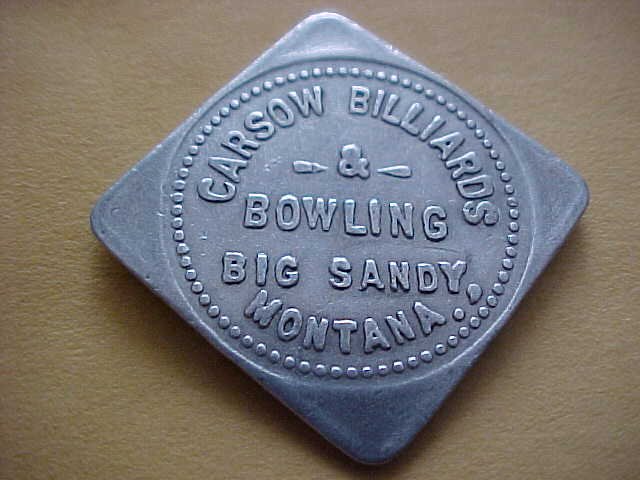 CARSOW BILLIARDS
&
BOWLING
BIG SANDY,
MONTANA.